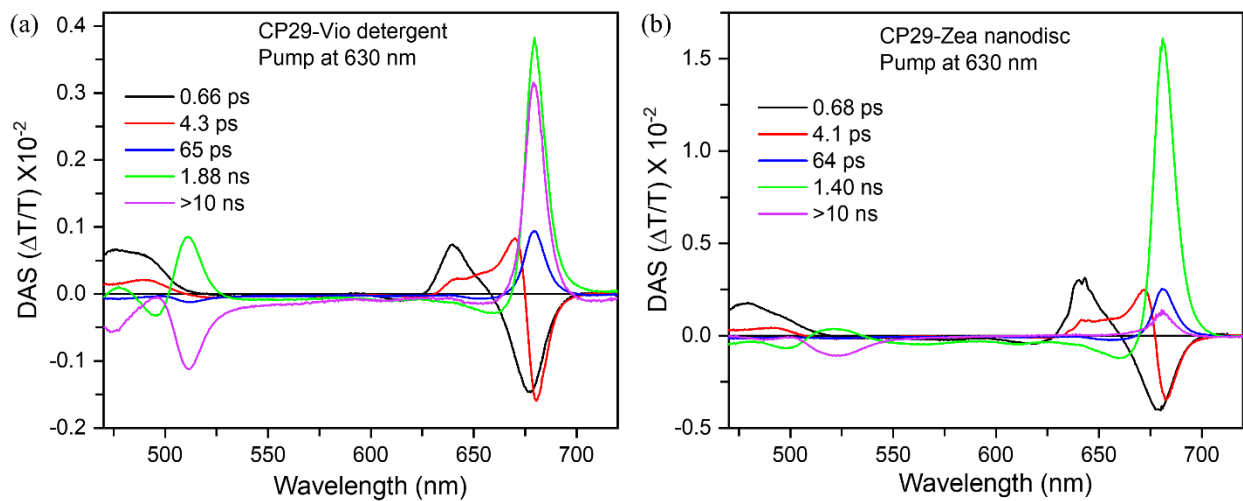 (a)
CP29-Vio detergent
Pump at 630 nm
0.66 ps
4.3 ps
65 ps
1.88 ns
>10 ns
DAS (ΔT/T) X10⁻²
0.4
0.3
0.2
0.1
0.0
-0.1
-0.2
500 550 600 650 700
Wavelength (nm)
(b)
CP29-Zea nanodisc
Pump at 630 nm
0.68 ps
4.1 ps
64 ps
1.40 ns
>10 ns
DAS (ΔT/T) X 10⁻²
1.5
1.0
0.5
0.0
-0.5
500 550 600 650 700
Wavelength (nm)